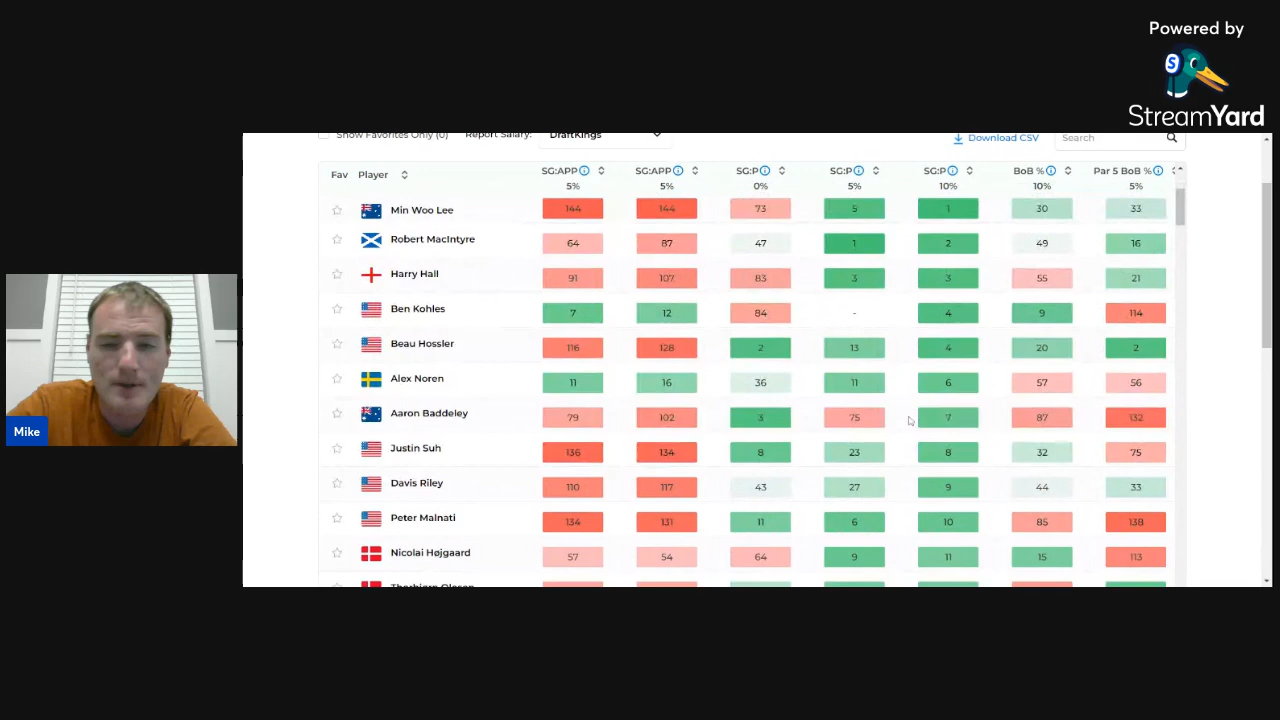 Powered by
S
StreamYard
Show Favorites Only (0) Report Salary: DraftKings Download CSV Search
Fav Player SG:APP SG:APP SG:P SG:P SG:P BoB % Par 5 BoB %
5% 5% 0% 5% 10% 10% 5%
Min Woo Lee 144 144 73 5 1 30 33
Robert MacIntyre 64 87 47 1 2 49 16
Harry Hall 91 107 83 3 3 55 21
Ben Kohles 7 12 84 - 4 9 114
Beau Hossler 116 128 2 13 4 20 2
Alex Noren 11 16 36 11 6 57 56
Aaron Baddeley 79 102 3 75 7 87 132
Justin Suh 136 134 8 23 8 32 75
Davis Riley 110 117 43 27 9 44 33
Peter Malnati 134 131 11 6 10 85 138
Nicolai Højgaard 57 54 64 9 11 15 113
Mike